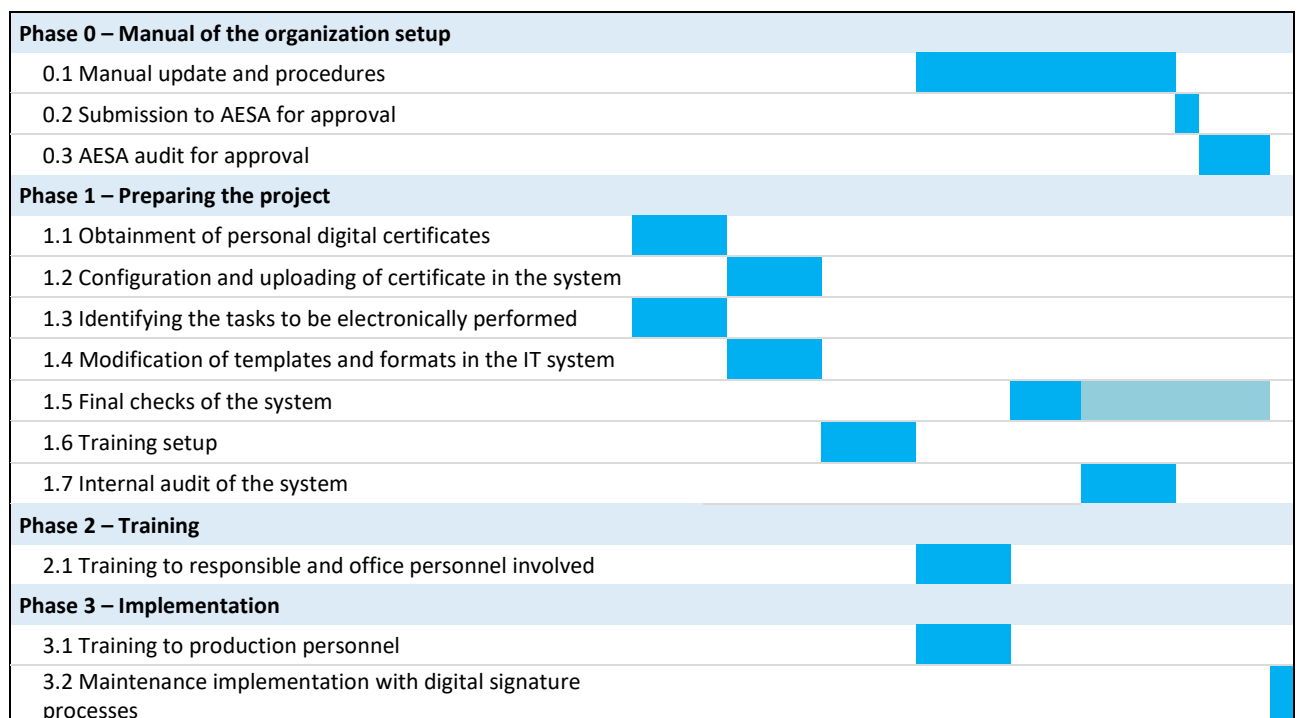 Phase 0 – Manual of the organization setup
0.1 Manual update and procedures
0.2 Submission to AESA for approval
0.3 AESA audit for approval
Phase 1 – Preparing the project
1.1 Obtainment of personal digital certificates
1.2 Configuration and uploading of certificate in the system
1.3 Identifying the tasks to be electronically performed
1.4 Modification of templates and formats in the IT system
1.5 Final checks of the system
1.6 Training setup
1.7 Internal audit of the system
Phase 2 – Training
2.1 Training to responsible and office personnel involved
Phase 3 – Implementation
3.1 Training to production personnel
3.2 Maintenance implementation with digital signature
processes